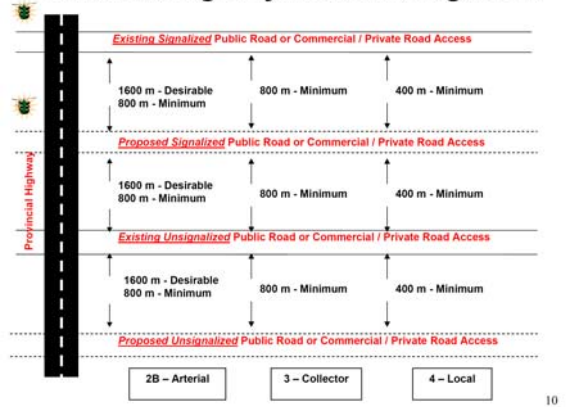 Existing Signalized Public Road or Commercial / Private Road Access
1600 m - Desirable
800 m - Minimum
800 m - Minimum
400 m - Minimum
Proposed Signalized Public Road or Commercial / Private Road Access
1600 m - Desirable
800 m - Minimum
800 m - Minimum
400 m - Minimum
Provincial Highway
Existing Unsignalized Public Road or Commercial / Private Road Access
1600 m - Desirable
800 m - Minimum
800 m - Minimum
400 m - Minimum
Proposed Unsignalized Public Road or Commercial / Private Road Access
2B – Arterial
3 – Collector
4 – Local
10